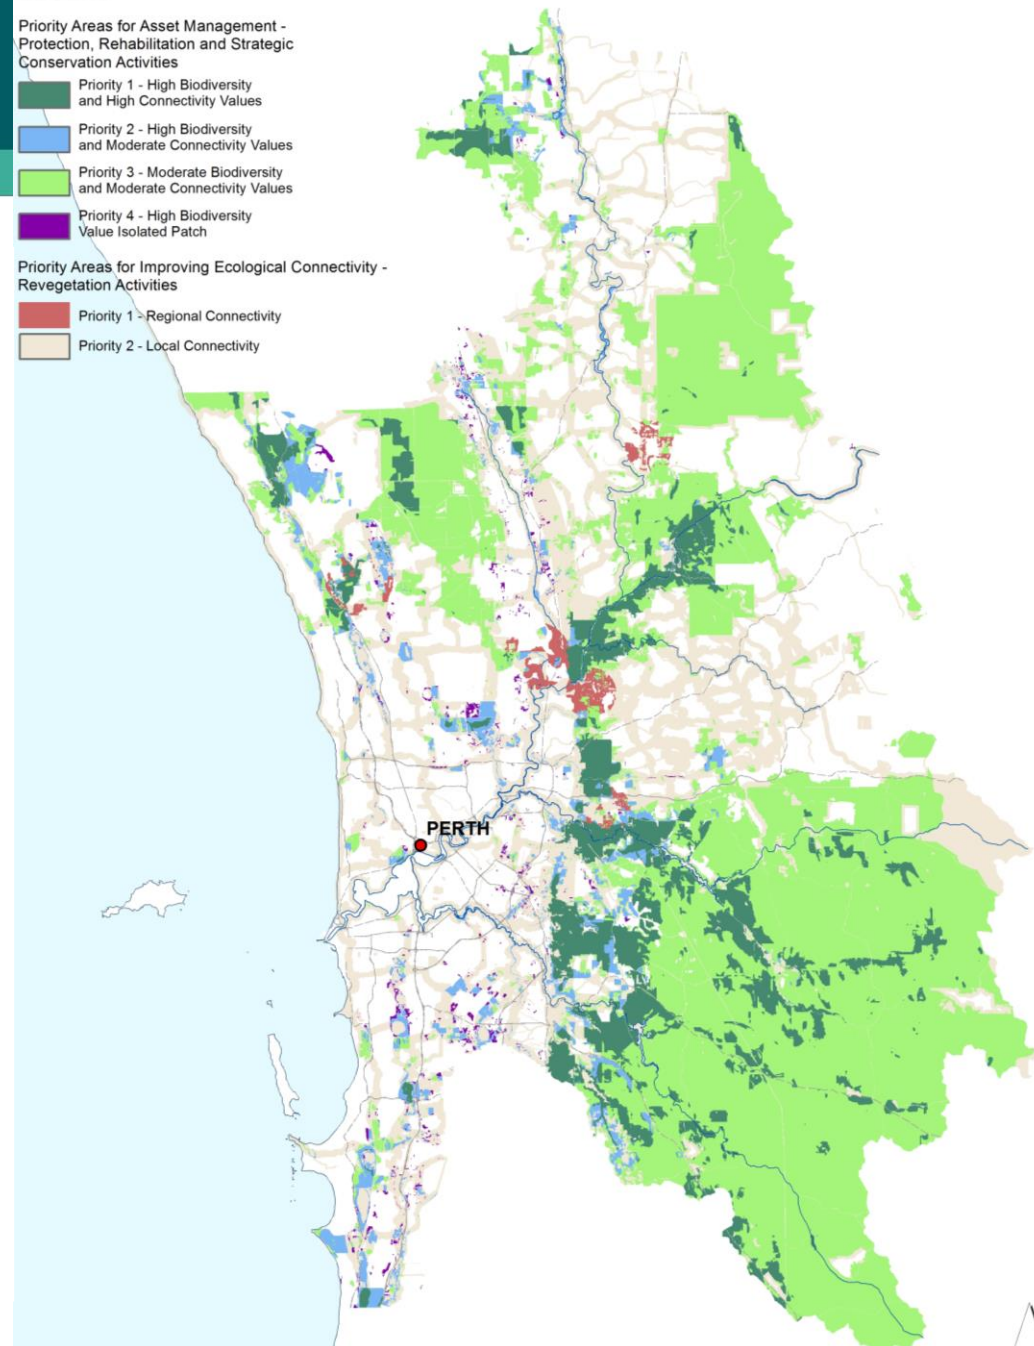 Priority Areas for Asset Management -
Protection, Rehabilitation and Strategic
Conservation Activities
Priority 1 - High Biodiversity
and High Connectivity Values
Priority 2 - High Biodiversity
and Moderate Connectivity Values
Priority 3 - Moderate Biodiversity
and Moderate Connectivity Values
Priority 4 - High Biodiversity
Value Isolated Patch
Priority Areas for Improving Ecological Connectivity -
Revegetation Activities
Priority 1 - Regional Connectivity
Priority 2 - Local Connectivity
PERTH